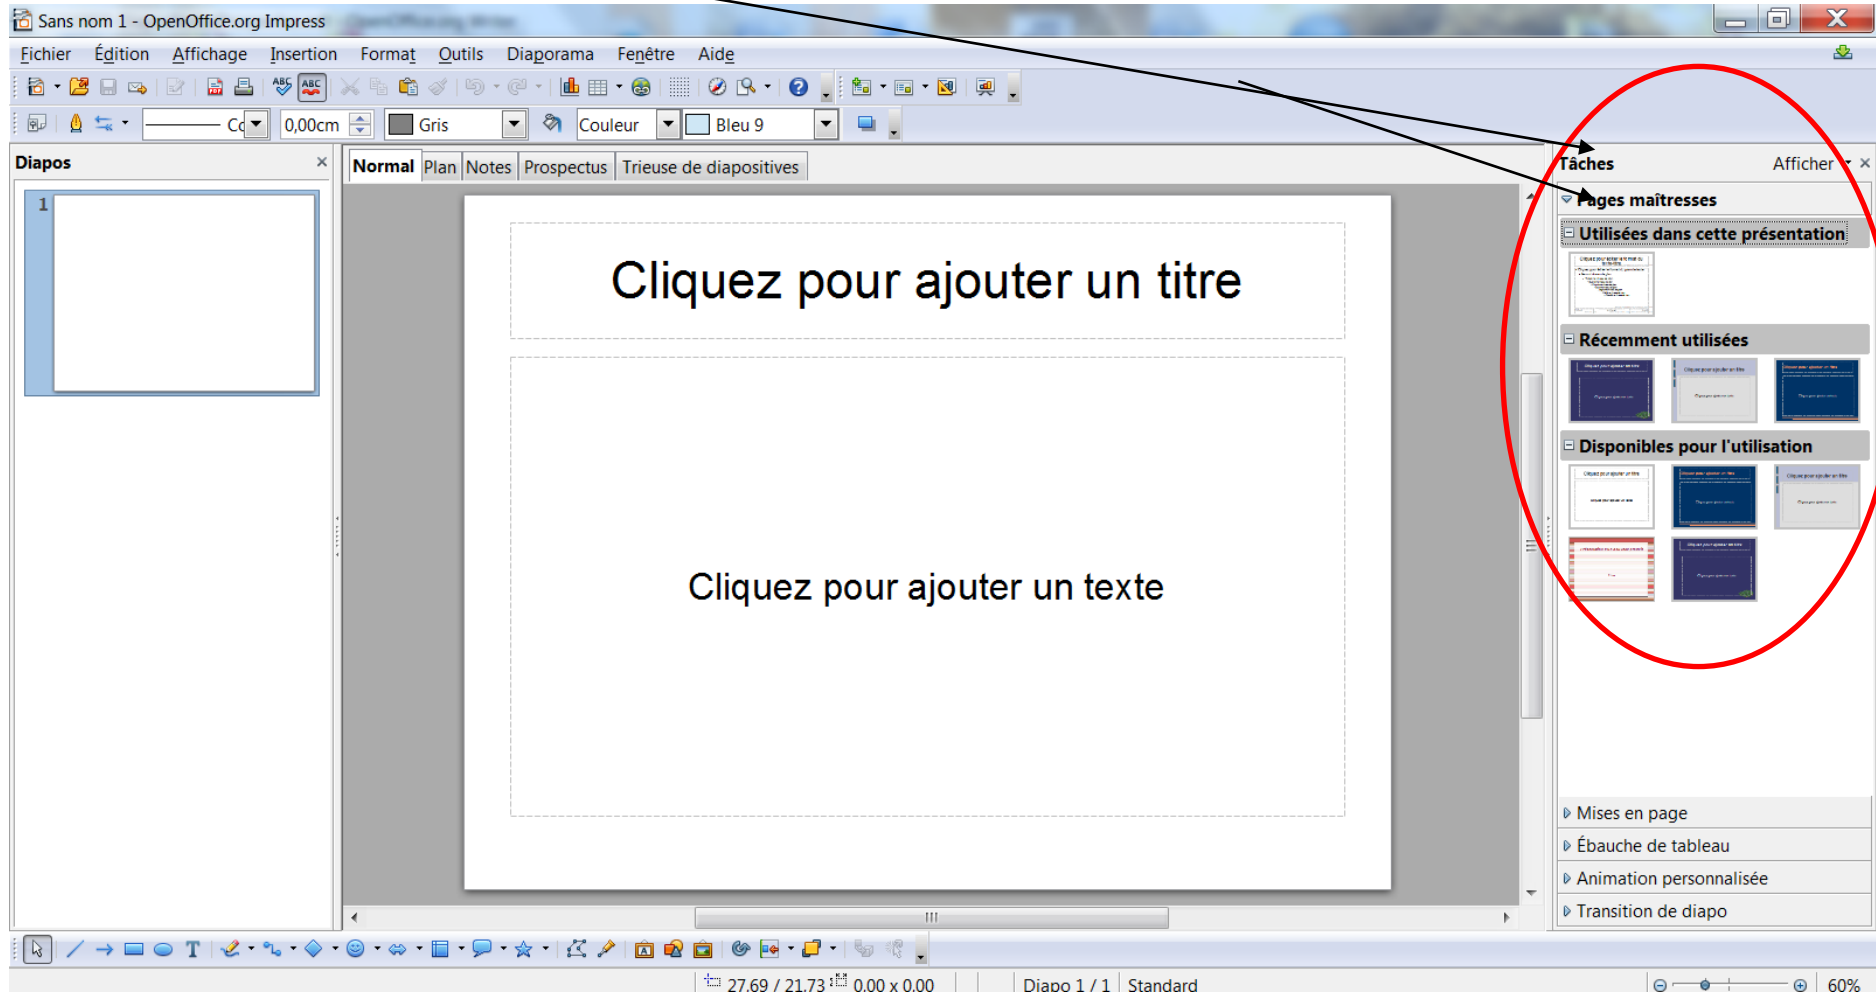 Sans nom 1 - OpenOffice.org Impress
Fichier Édition Affichage Insertion Format Outils Diaporama Fenêtre Aide
0,00cm Gris Couleur Bleu 9
Diapos
Normal Plan Notes Prospectus Trieuse de diapositives
Tâches Afficher
1
Pages maîtresses
Utilisées dans cette présentation
Cliquez pour ajouter un titre
Récemment utilisées
Disponibles pour l'utilisation
Cliquez pour ajouter un texte
Mises en page
Ébauche de tableau
Animation personnalisée
Transition de diapo
27,69 / 21,73 0,00 x 0,00 Diapo 1 / 1 Standard 60%